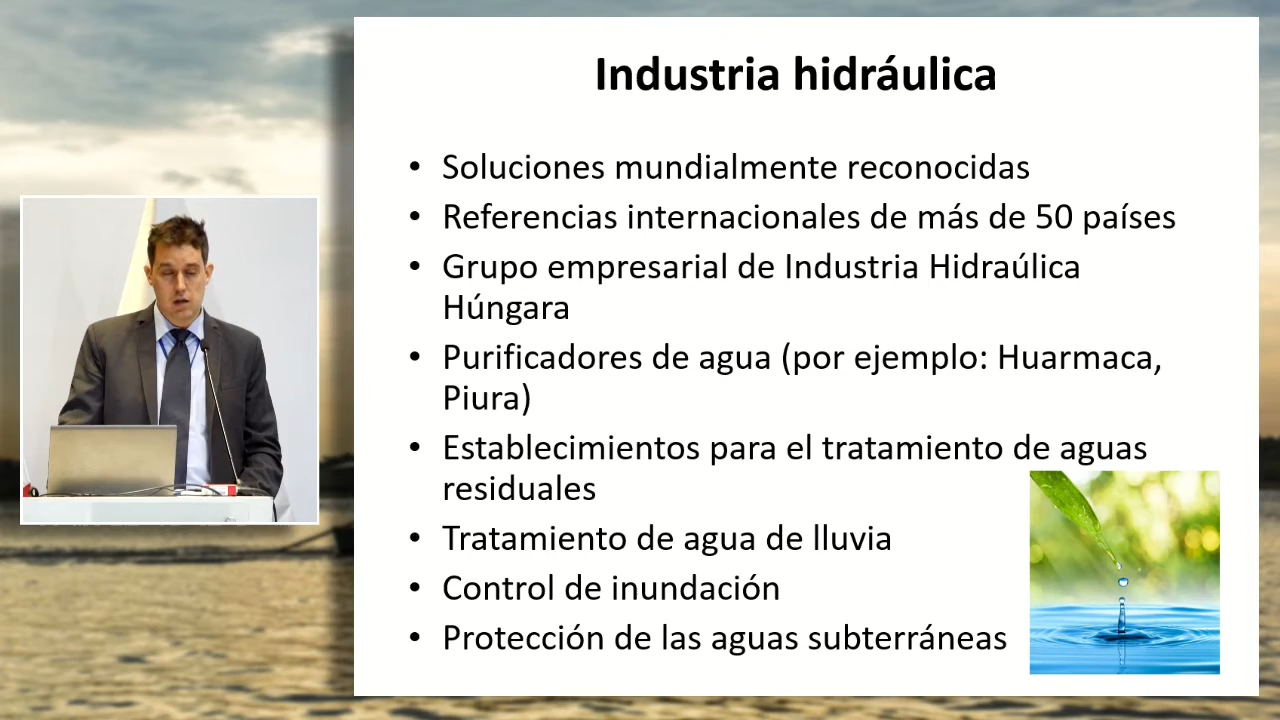 Industria hidráulica
• Soluciones mundialmente reconocidas
• Referencias internacionales de más de 50 países
• Grupo empresarial de Industria Hidraúlica
Húngara
• Purificadores de agua (por ejemplo: Huarmaca,
Piura)
• Establecimientos para el tratamiento de aguas
residuales
• Tratamiento de agua de lluvia
• Control de inundación
• Protección de las aguas subterráneas